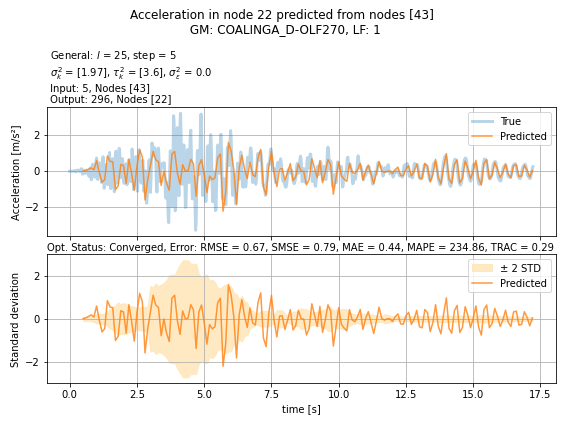 Acceleration in node 22 predicted from nodes [43]
GM: COALINGA_D-OLF270, LF: 1
General: l = 25, step = 5
σ²ₖ = [1.97], τ²ₖ = [3.6], σ²ε = 0.0
Input: 5, Nodes [43]
Output: 296, Nodes [22]
True
Predicted
Acceleration [m/s²]
2
0
−2
Opt. Status: Converged, Error: RMSE = 0.67, SMSE = 0.79, MAE = 0.44, MAPE = 234.86, TRAC = 0.29
± 2 STD
Predicted
Standard deviation
2
0
−2
0.0 2.5 5.0 7.5 10.0 12.5 15.0 17.5
time [s]